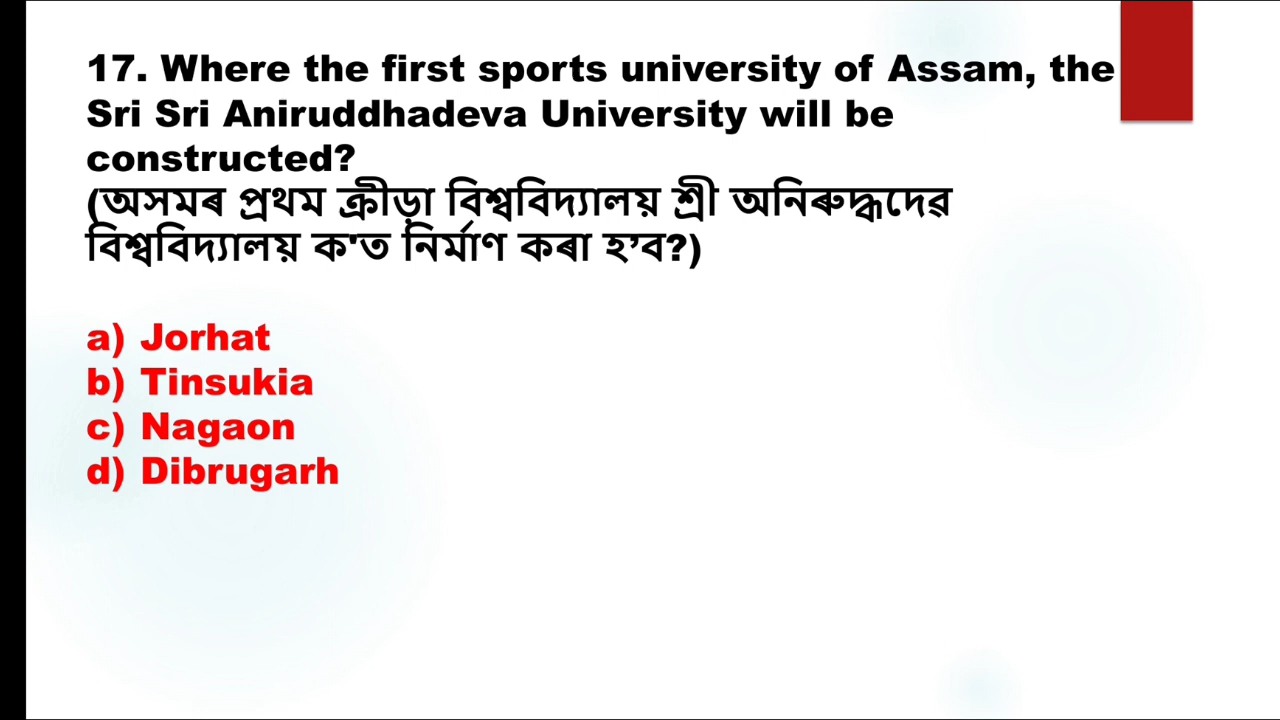 17. Where the first sports university of Assam, the
Sri Sri Aniruddhadeva University will be
constructed?
(অসমৰ প্ৰথম ক্ৰীড়া বিশ্ববিদ্যালয় শ্ৰী অনিৰুদ্ধদেৱ
বিশ্ববিদ্যালয় ক'ত নিৰ্মাণ কৰা হ’ব?)
a) Jorhat
b) Tinsukia
c) Nagaon
d) Dibrugarh